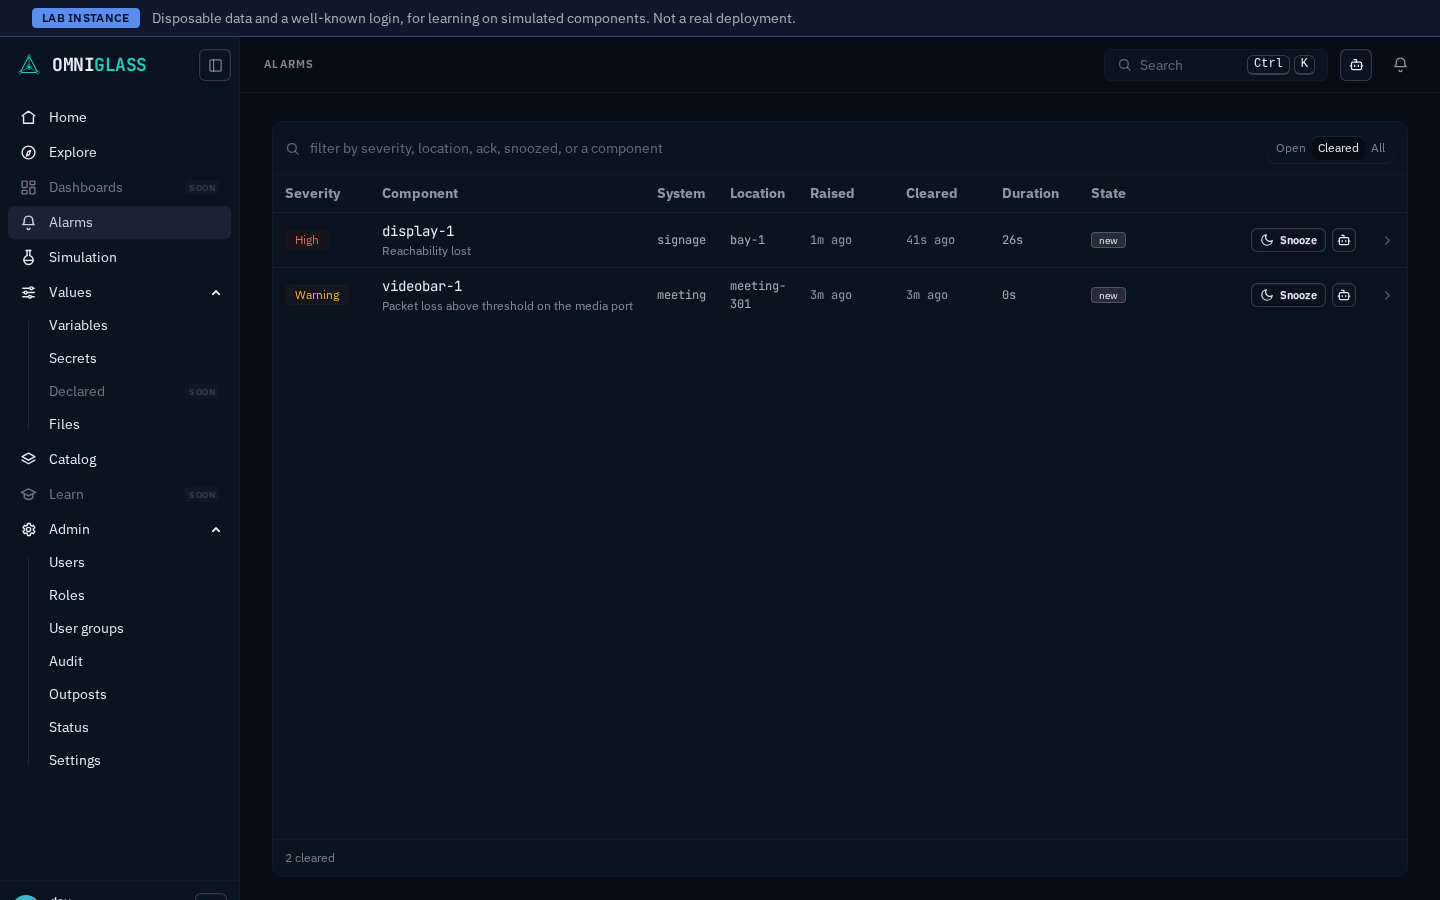 LAB INSTANCE Disposable data and a well-known login, for learning on simulated components. Not a real deployment.
OMNIGLASS
ALARMS
Search Ctrl K
Home
Explore
Dashboards SOON
Alarms
Simulation
Values
Variables
Secrets
Declared SOON
Files
Catalog
Learn SOON
Admin
Users
Roles
User groups
Audit
Outposts
Status
Settings
filter by severity, location, ack, snoozed, or a component
Open Cleared All
Severity Component System Location Raised Cleared Duration State
High display-1 signage bay-1 1m ago 41s ago 26s new Snooze
Reachability lost
Warning videobar-1 meeting meeting-301 3m ago 3m ago 0s new Snooze
Packet loss above threshold on the media port
2 cleared